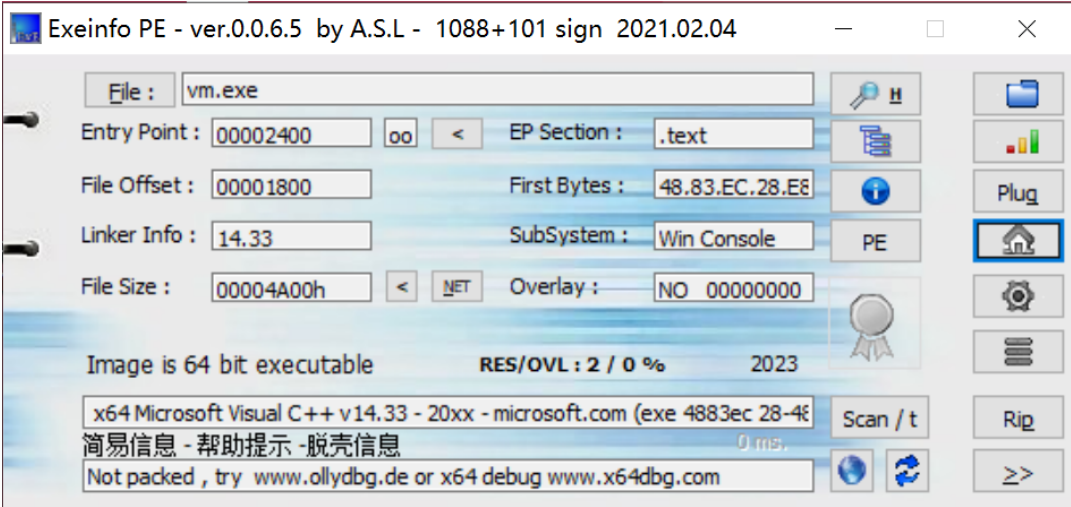 Exeinfo PE - ver.0.0.6.5 by A.S.L - 1088+101 sign 2021.02.04
File : vm.exe H
Entry Point : 00002400 oo < EP Section : .text
File Offset : 00001800 First Bytes : 48.83.EC.28.E8 Plug
Linker Info : 14.33 SubSystem : Win Console PE
File Size : 00004A00h < NET Overlay : NO 00000000
Image is 64 bit executable RES/OVL : 2 / 0 % 2023
x64 Microsoft Visual C++ v14.33 - 20xx - microsoft.com (exe 4883ec 28-48 Scan / t Rip
简易信息 - 帮助提示 -脱壳信息 0 ms.
Not packed , try www.ollydbg.de or x64 debug www.x64dbg.com >>